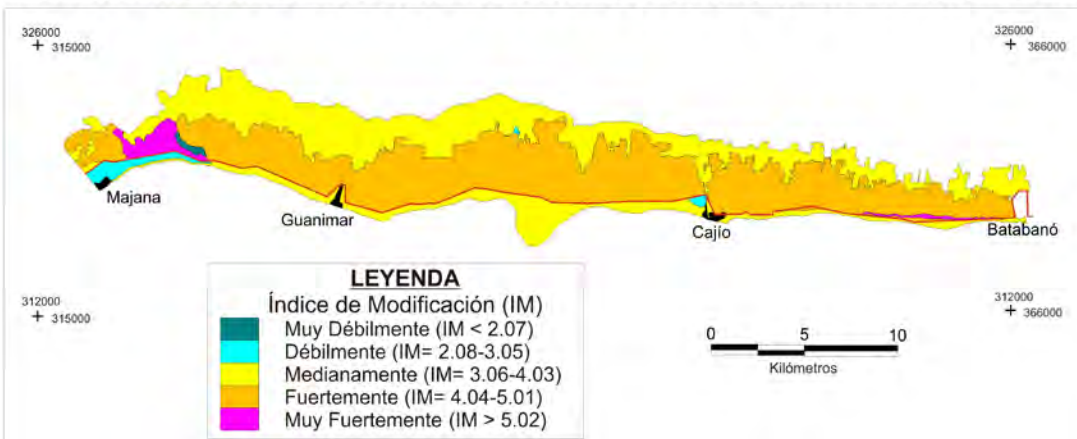 326000
315000
326000
366000
Majana
Guanimar
Cajío
Batabanó
LEYENDA
Índice de Modificación (IM)
Muy Débilmente (IM < 2.07)
Débilmente (IM= 2.08-3.05)
Medianamente (IM= 3.06-4.03)
Fuertemente (IM= 4.04-5.01)
Muy Fuertemente (IM > 5.02)
312000
315000
312000
366000
0 5 10
Kilómetros